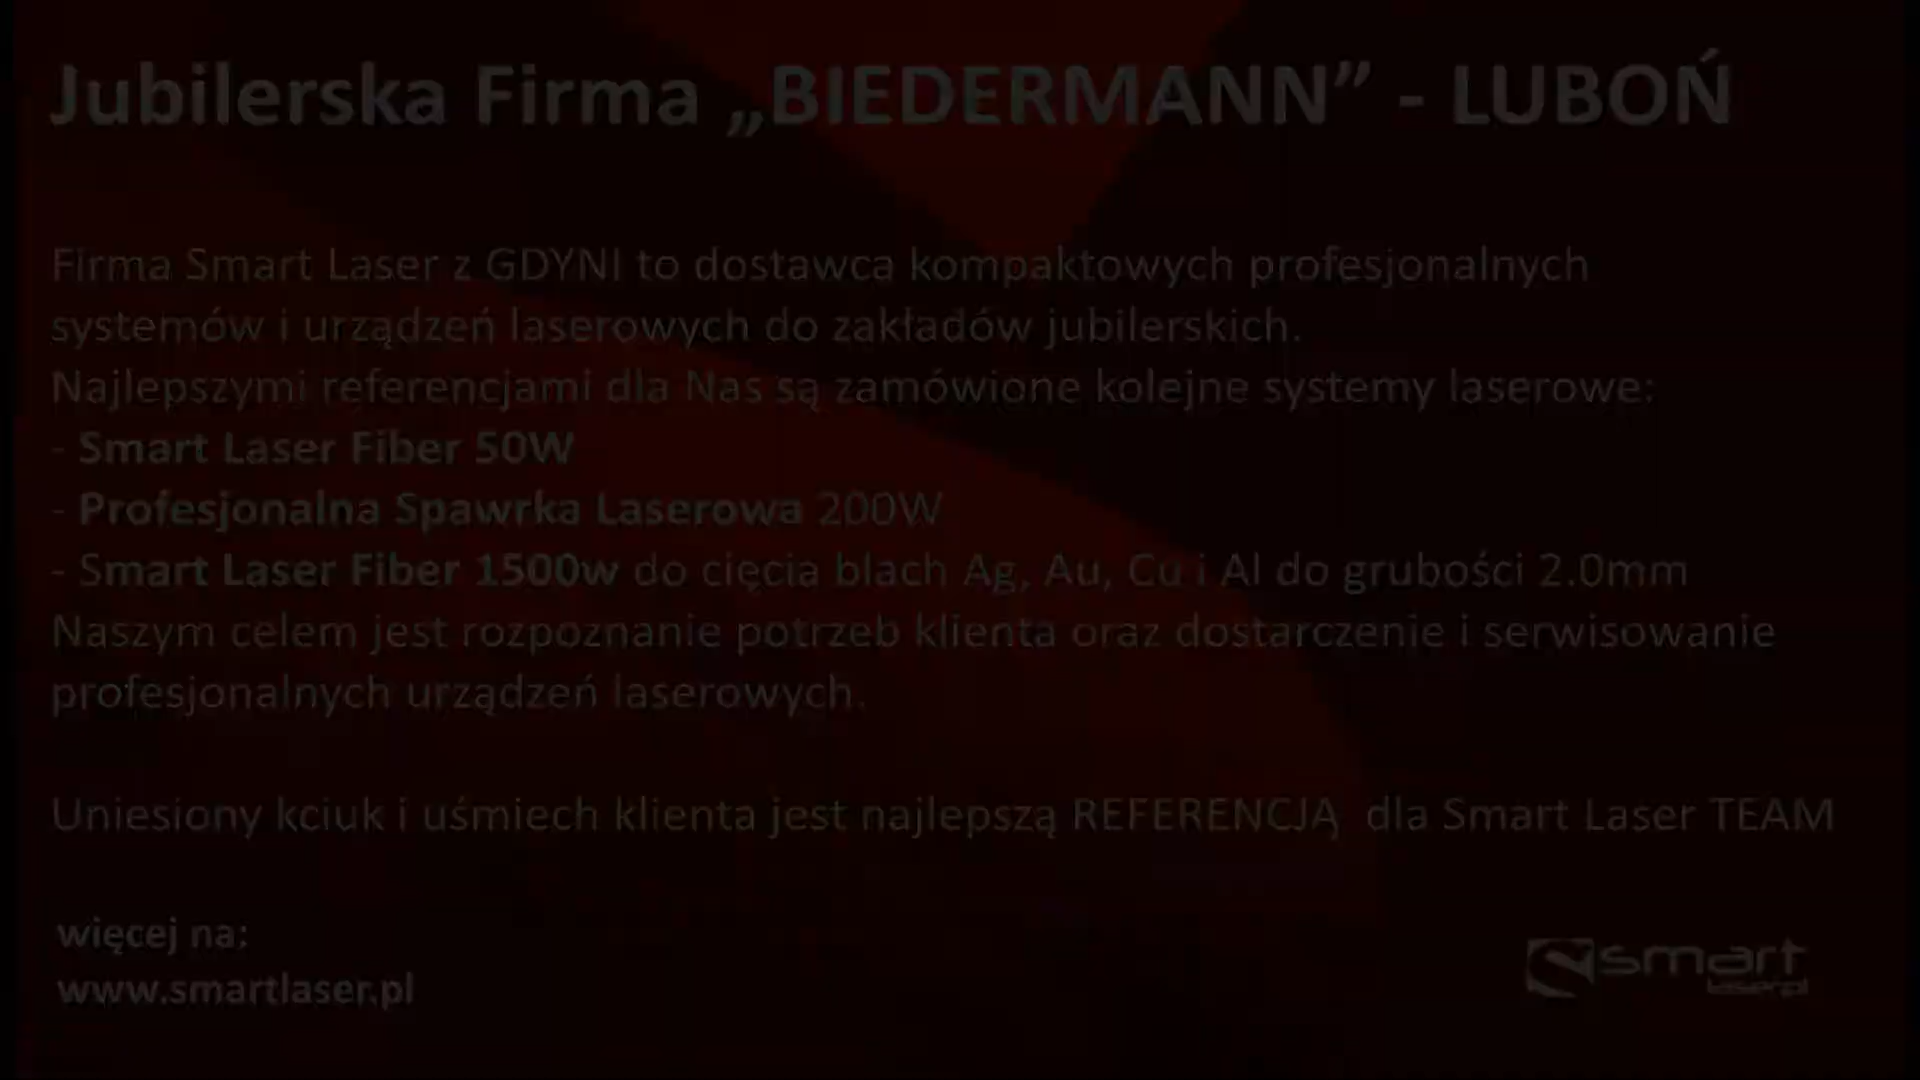 Jubilerska Firma „BIEDERMANN” - LUBOŃ
Firma Smart Laser z GDYNI to dostawca kompaktowych profesjonalnych
systemów i urządzeń laserowych do zakładów jubilerskich.
Najlepszymi referencjami dla Nas są zamówione kolejne systemy laserowe:
- Smart Laser Fiber 50W
- Profesjonalna Spawrka Laserowa 200W
- Smart Laser Fiber 1500w do cięcia blach Ag, Au, Cu i Al do grubości 2.0mm
Naszym celem jest rozpoznanie potrzeb klienta oraz dostarczenie i serwisowanie
profesjonalnych urządzeń laserowych.
Uniesiony kciuk i uśmiech klienta jest najlepszą REFERENCJĄ dla Smart Laser TEAM
więcej na:
www.smartlaser.pl
smart
laser.pl